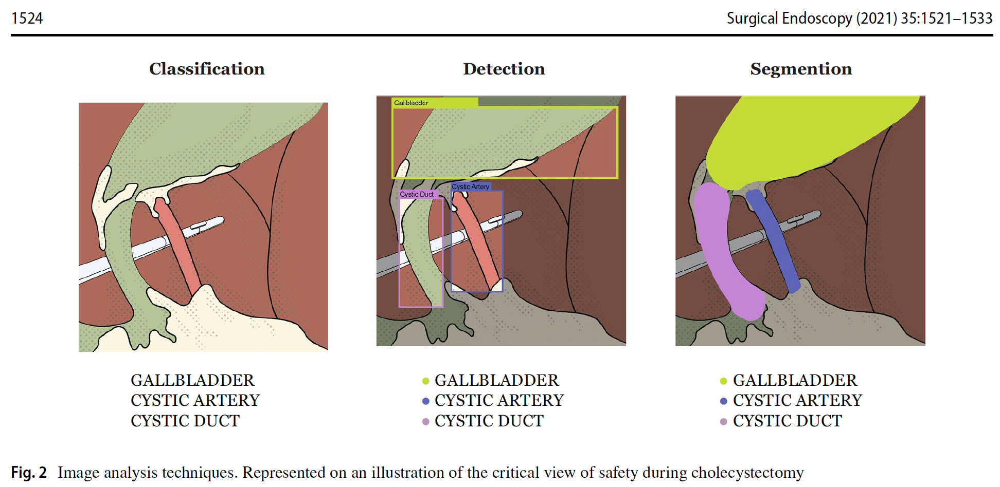 1524
Surgical Endoscopy (2021) 35:1521–1533
Classification
Detection
Segmention
Gallbladder
Cystic Artery
Cystic Duct
GALLBLADDER
CYSTIC ARTERY
CYSTIC DUCT
GALLBLADDER
CYSTIC ARTERY
CYSTIC DUCT
GALLBLADDER
CYSTIC ARTERY
CYSTIC DUCT
Fig. 2 Image analysis techniques. Represented on an illustration of the critical view of safety during cholecystectomy